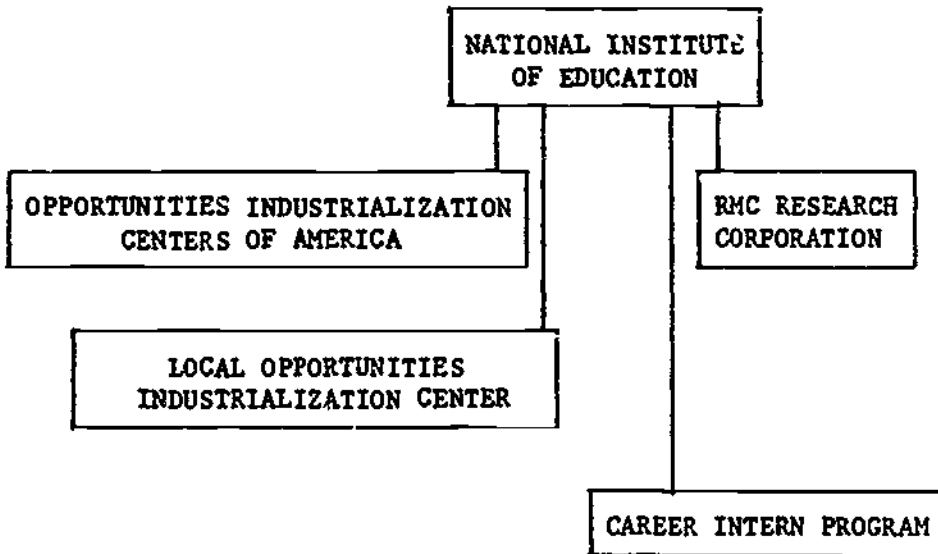 NATIONAL INSTITUTE
OF EDUCATION
OPPORTUNITIES INDUSTRIALIZATION
CENTERS OF AMERICA
RMC RESEARCH
CORPORATION
LOCAL OPPORTUNITIES
INDUSTRIALIZATION CENTER
CAREER INTERN PROGRAM